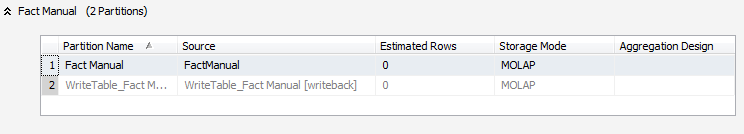 Fact Manual (2 Partitions)
Partition Name Source Estimated Rows Storage Mode Aggregation Design
1 Fact Manual FactManual 0 MOLAP
2 WriteTable_Fact M... WriteTable_Fact Manual [writeback] 0 MOLAP